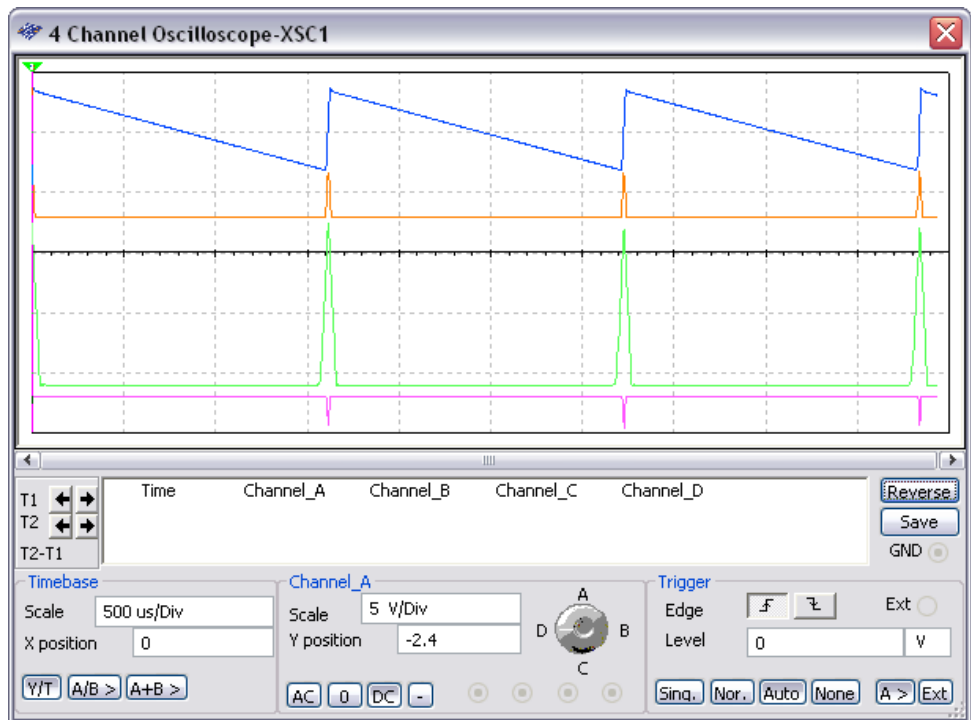 4 Channel Oscilloscope-XSC1
Time Channel_A Channel_B Channel_C Channel_D
T1
T2
T2-T1
Reverse
Save
GND
Timebase
Scale 500 us/Div
X position 0
Y/T A/B > A+B >
Channel_A
Scale 5 V/Div
Y position -2.4
AC 0 DC -
A
D B
C
Trigger
Edge Ext
Level 0 V
Sing. Nor. Auto None A > Ext